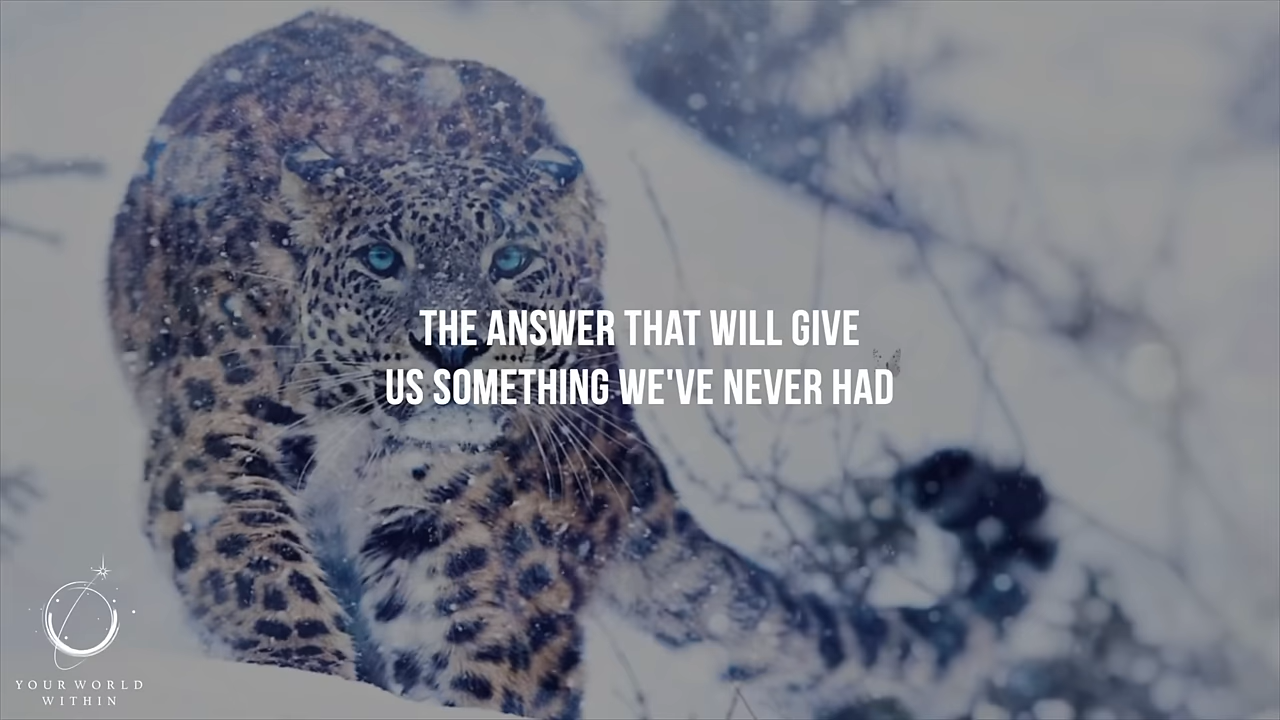 THE ANSWER THAT WILL GIVE
US SOMETHING WE'VE NEVER HAD
YOUR WORLD
WITHIN